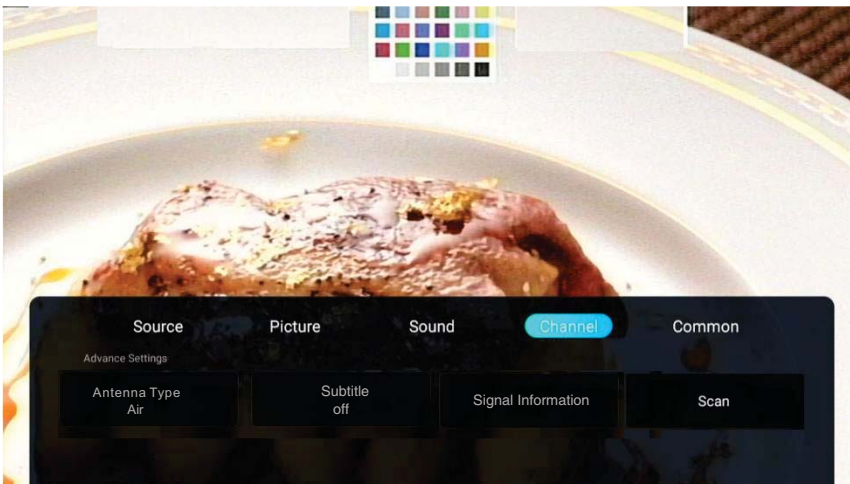 Source Picture Sound Channel Common
Advance Settings
Antenna Type Subtitle Signal Information Scan
Air off